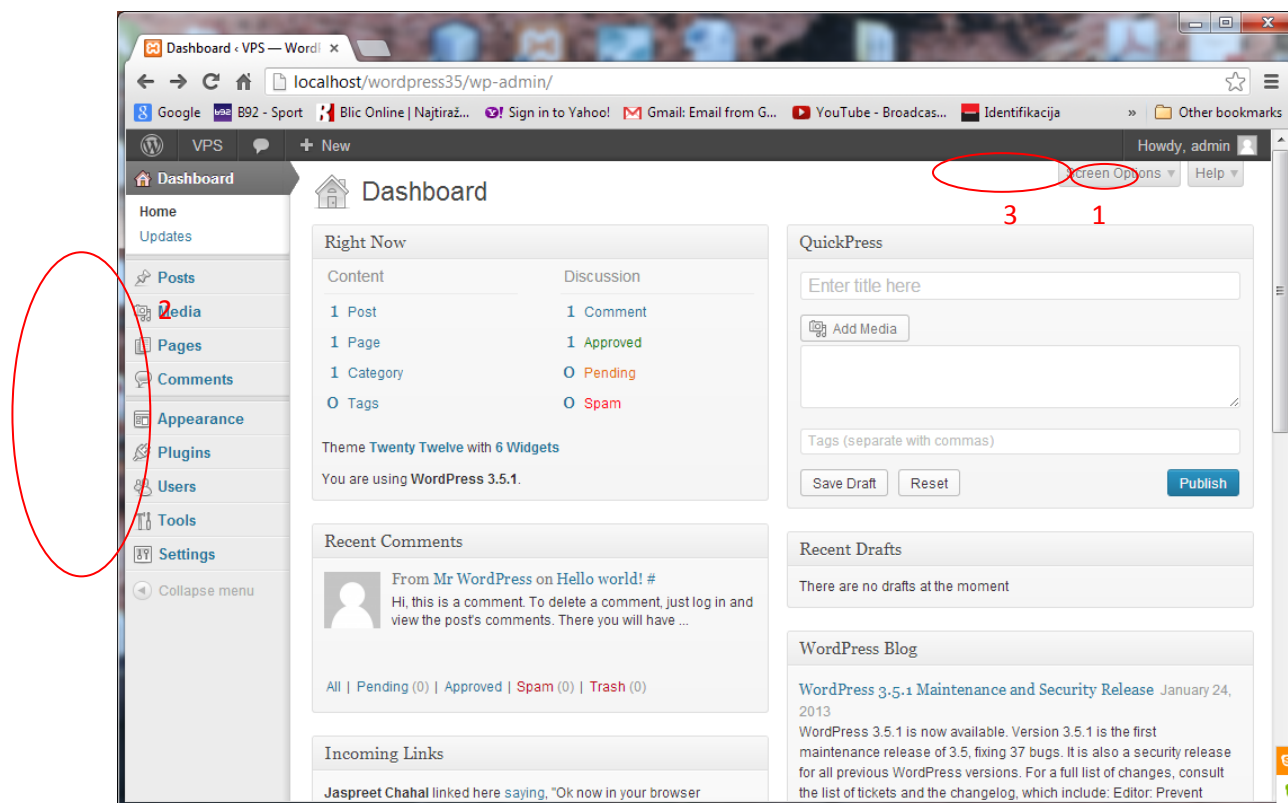 Dashboard ‹ VPS — Wordl
localhost/wordpress35/wp-admin/
Google B92 - Sport Blic Online | Najtiraž... Sign in to Yahoo! Gmail: Email from G... YouTube - Broadcas... Identifikacija » Other bookmarks
VPS + New Howdy, admin
Dashboard
Home
Updates
Posts
Media
2
Pages
Comments
Appearance
Plugins
Users
Tools
Settings
Collapse menu
Screen Options Help
3 1
Dashboard
Right Now
Content Discussion
1 Post 1 Comment
1 Page 1 Approved
1 Category 0 Pending
0 Tags 0 Spam
Theme Twenty Twelve with 6 Widgets
You are using WordPress 3.5.1.
Recent Comments
From Mr WordPress on Hello world! #
Hi, this is a comment. To delete a comment, just log in and
view the post's comments. There you will have ...
All | Pending (0) | Approved | Spam (0) | Trash (0)
Incoming Links
Jaspreet Chahal linked here saying, "Ok now in your browser
QuickPress
Enter title here
Add Media
Tags (separate with commas)
Save Draft Reset Publish
Recent Drafts
There are no drafts at the moment
WordPress Blog
WordPress 3.5.1 Maintenance and Security Release January 24,
2013
WordPress 3.5.1 is now available. Version 3.5.1 is the first
maintenance release of 3.5, fixing 37 bugs. It is also a security release
for all previous WordPress versions. For a full list of changes, consult
the list of tickets and the changelog, which include: Editor: Prevent